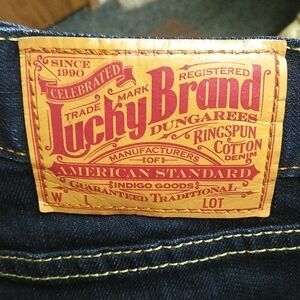 SINCE
1990
CELEBRATED
TRADE MARK
REGISTERED
Lucky Brand
DUNGAREES
RINGSPUN
&
COTTON
DENIM
MANUFACTURERS
OF
AMERICAN STANDARD
INDIGO GOODS
GUARANTEED TRADITIONAL
W L LOT